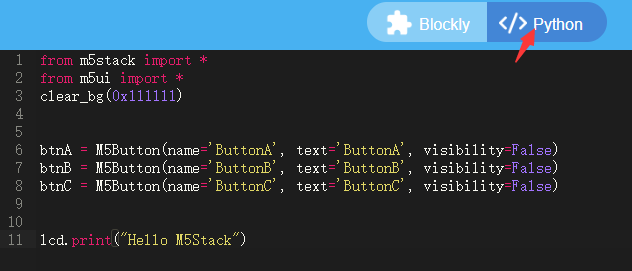 Blockly
</> Python
1 from m5stack import *
2 from m5ui import *
3 clear_bg(0x111111)
4
5
6 btnA = M5Button(name='ButtonA', text='ButtonA', visibility=False)
7 btnB = M5Button(name='ButtonB', text='ButtonB', visibility=False)
8 btnC = M5Button(name='ButtonC', text='ButtonC', visibility=False)
9
10
11 lcd.print("Hello M5Stack")